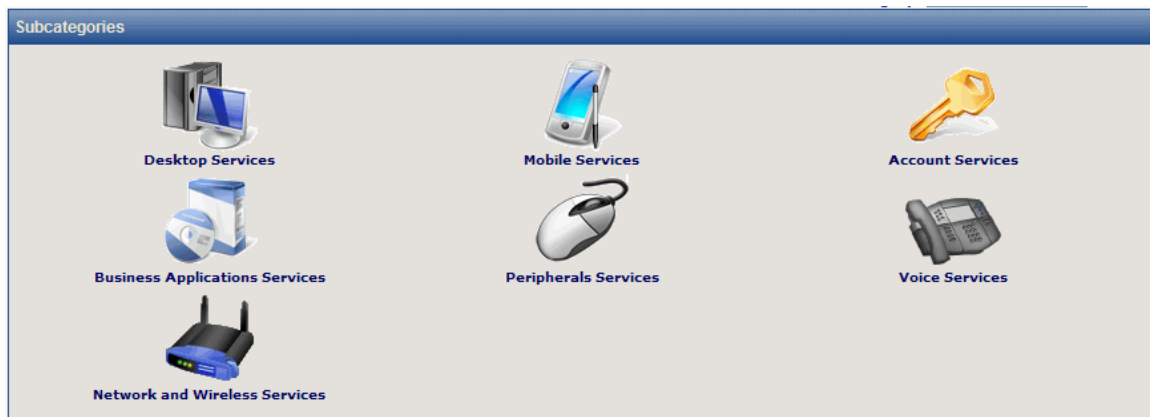 Subcategories
Desktop Services
Mobile Services
Account Services
Business Applications Services
Peripherals Services
Voice Services
Network and Wireless Services